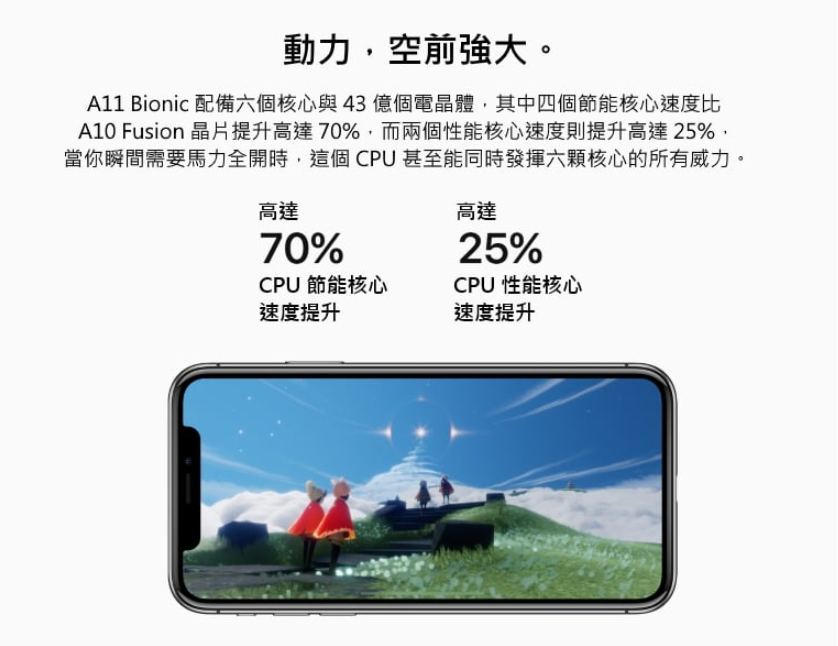 動力，空前強大。
A11 Bionic 配備六個核心與 43 億個電晶體，其中四個節能核心速度比
A10 Fusion 晶片提升高達 70%，而兩個性能核心速度則提升高達 25%，
當你瞬間需要馬力全開時，這個 CPU 甚至能同時發揮六顆核心的所有威力。
高達
70%
CPU 節能核心
速度提升
高達
25%
CPU 性能核心
速度提升